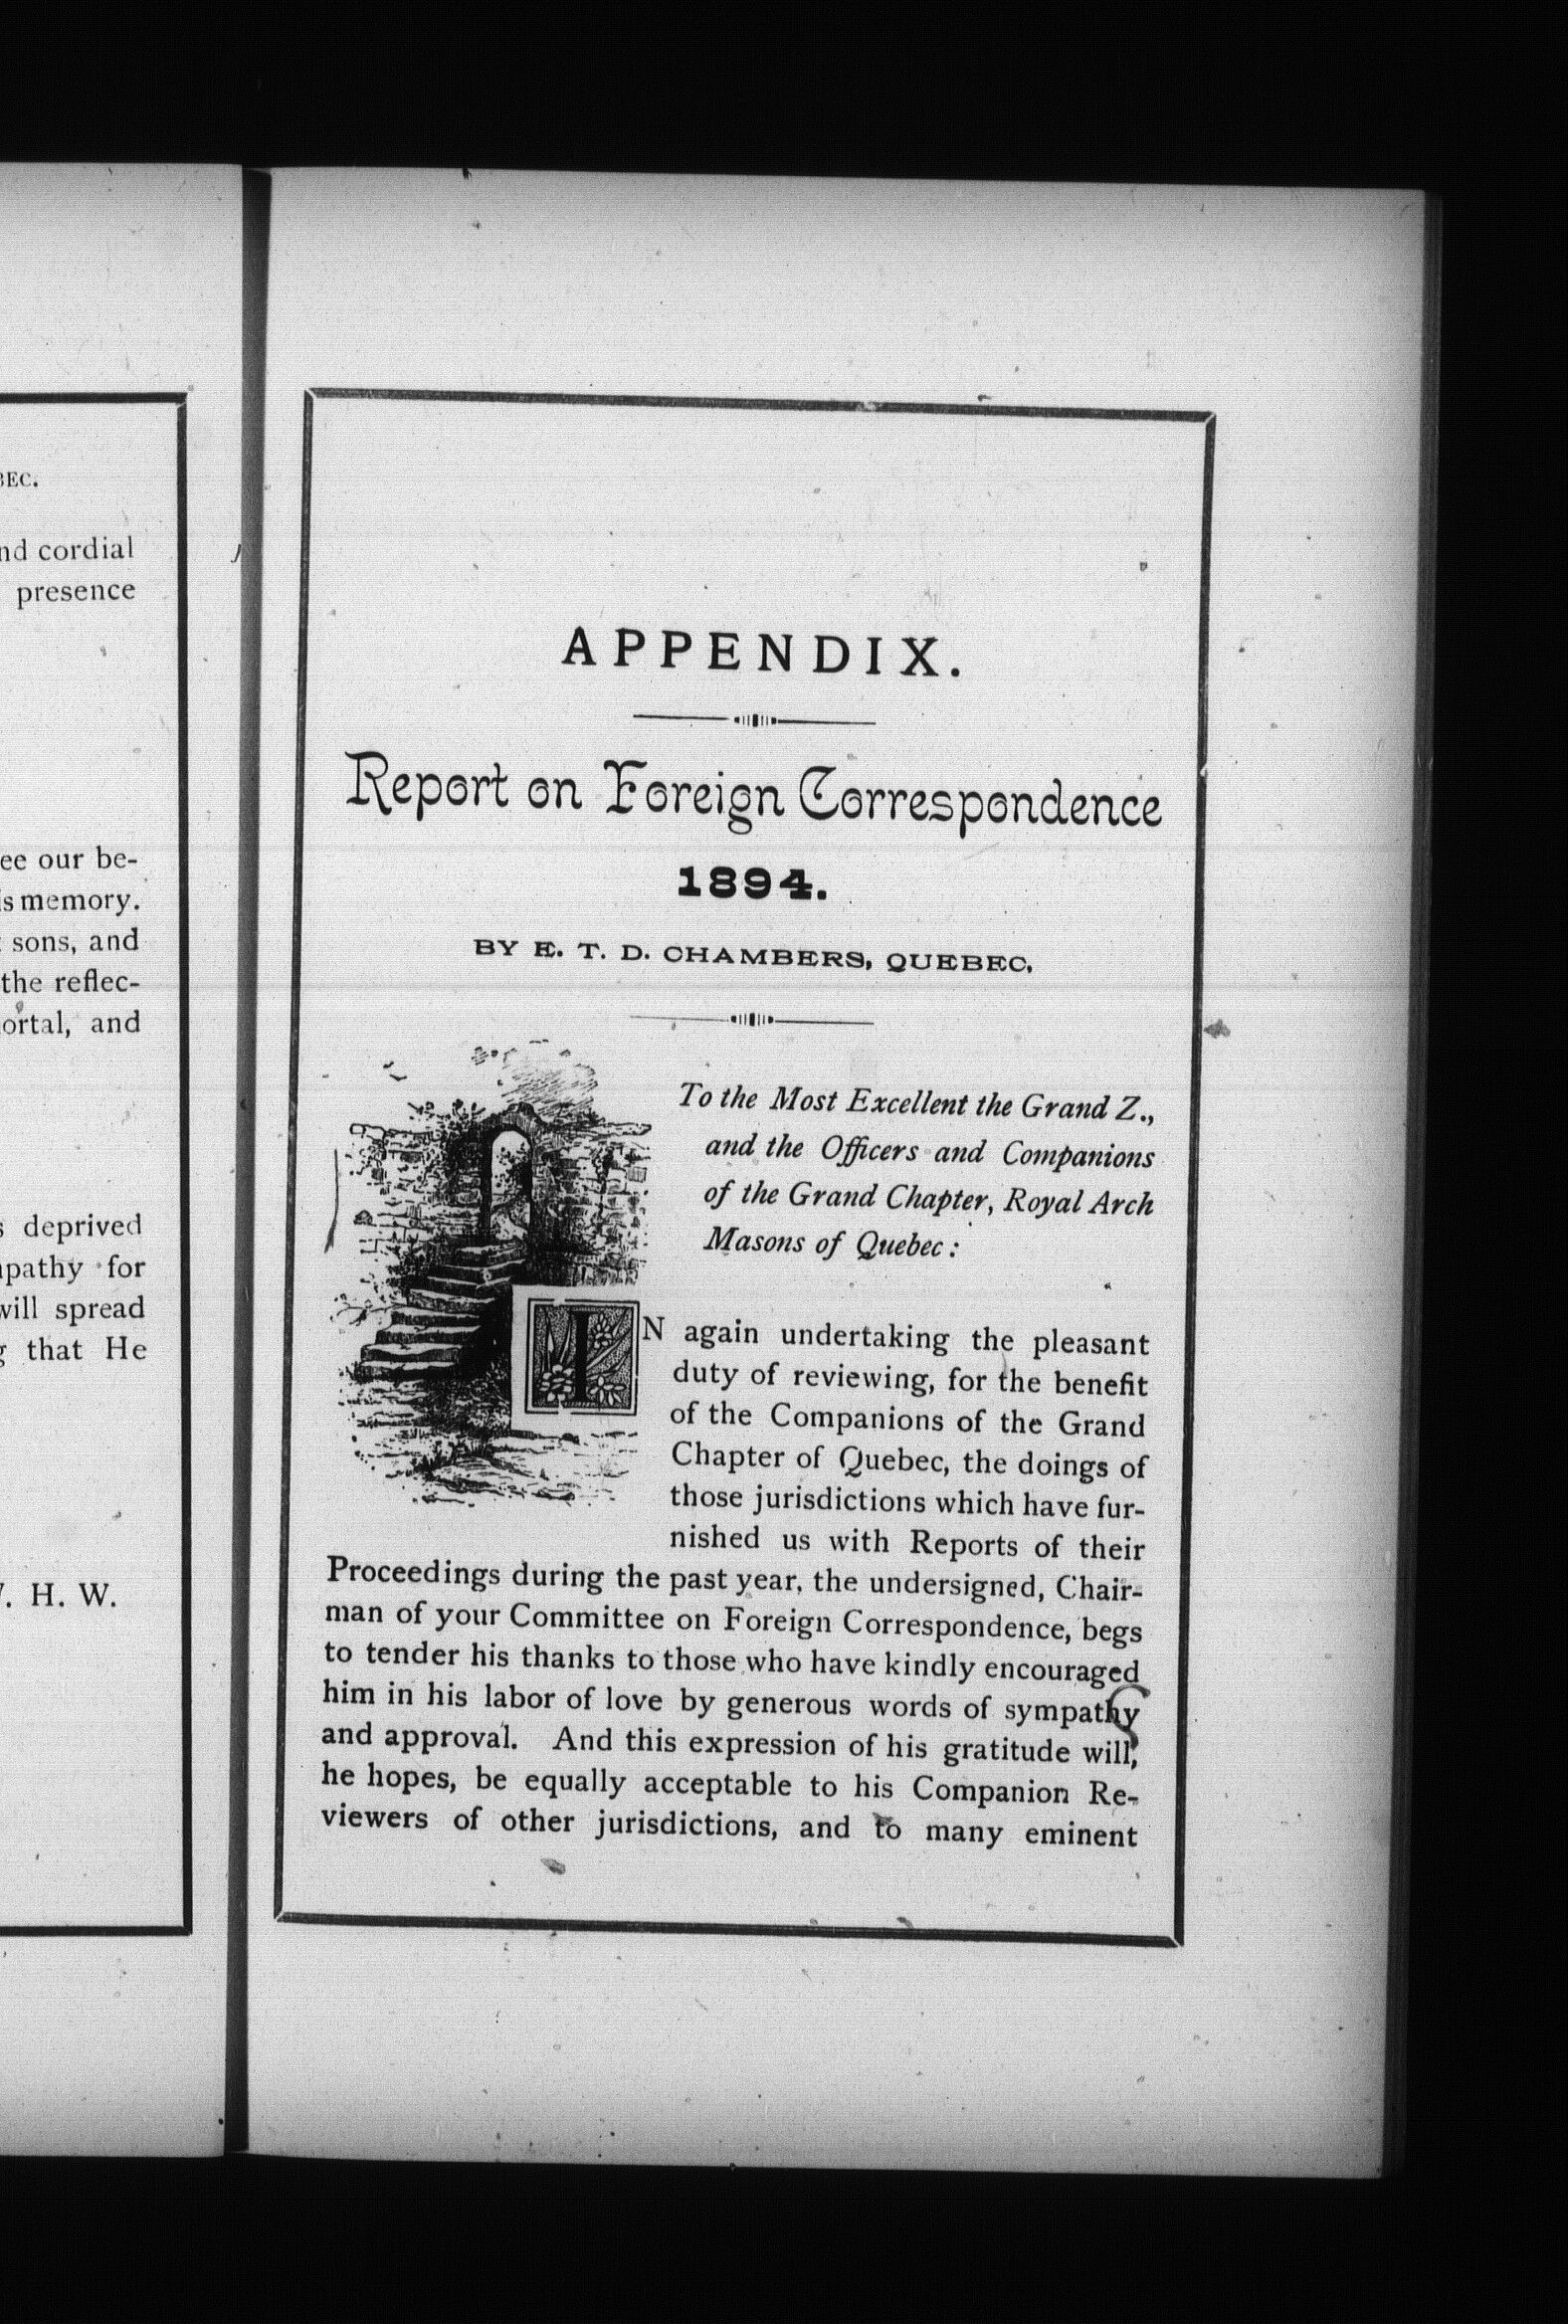 BEC.
nd cordial
presence
ee our be-
is memory.
sons, and
the reflec-
ortal, and
s deprived
pathy for
will spread
g that He
H. W.
APPENDIX.
Report on Foreign Correspondence
1894.
BY E. T. D. CHAMBERS, QUEBEC.
To the Most Excellent the Grand Z.,
and the Officers and Companions
of the Grand Chapter, Royal Arch
Masons of Quebec:
IN again undertaking the pleasant
duty of reviewing, for the benefit
of the Companions of the Grand
Chapter of Quebec, the doings of
those jurisdictions which have fur-
nished us with Reports of their
Proceedings during the past year, the undersigned, Chair-
man of your Committee on Foreign Correspondence, begs
to tender his thanks to those who have kindly encouraged
him in his labor of love by generous words of sympathy
and approval. And this expression of his gratitude will,
he hopes, be equally acceptable to his Companion Re-
viewers of other jurisdictions, and to many eminent